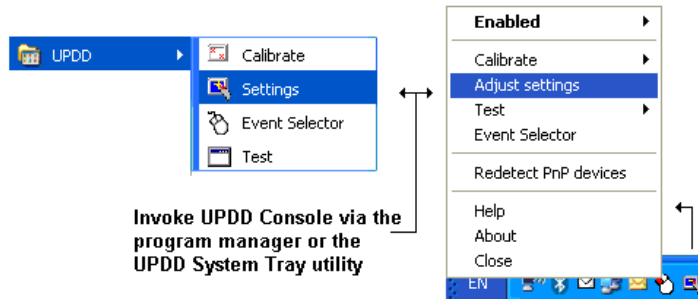 UPDD
Calibrate
Settings
Event Selector
Test
Invoke UPDD Console via the
program manager or the
UPDD System Tray utility
Enabled
Calibrate
Adjust settings
Test
Event Selector
Redetect PnP devices
Help
About
Close
EN